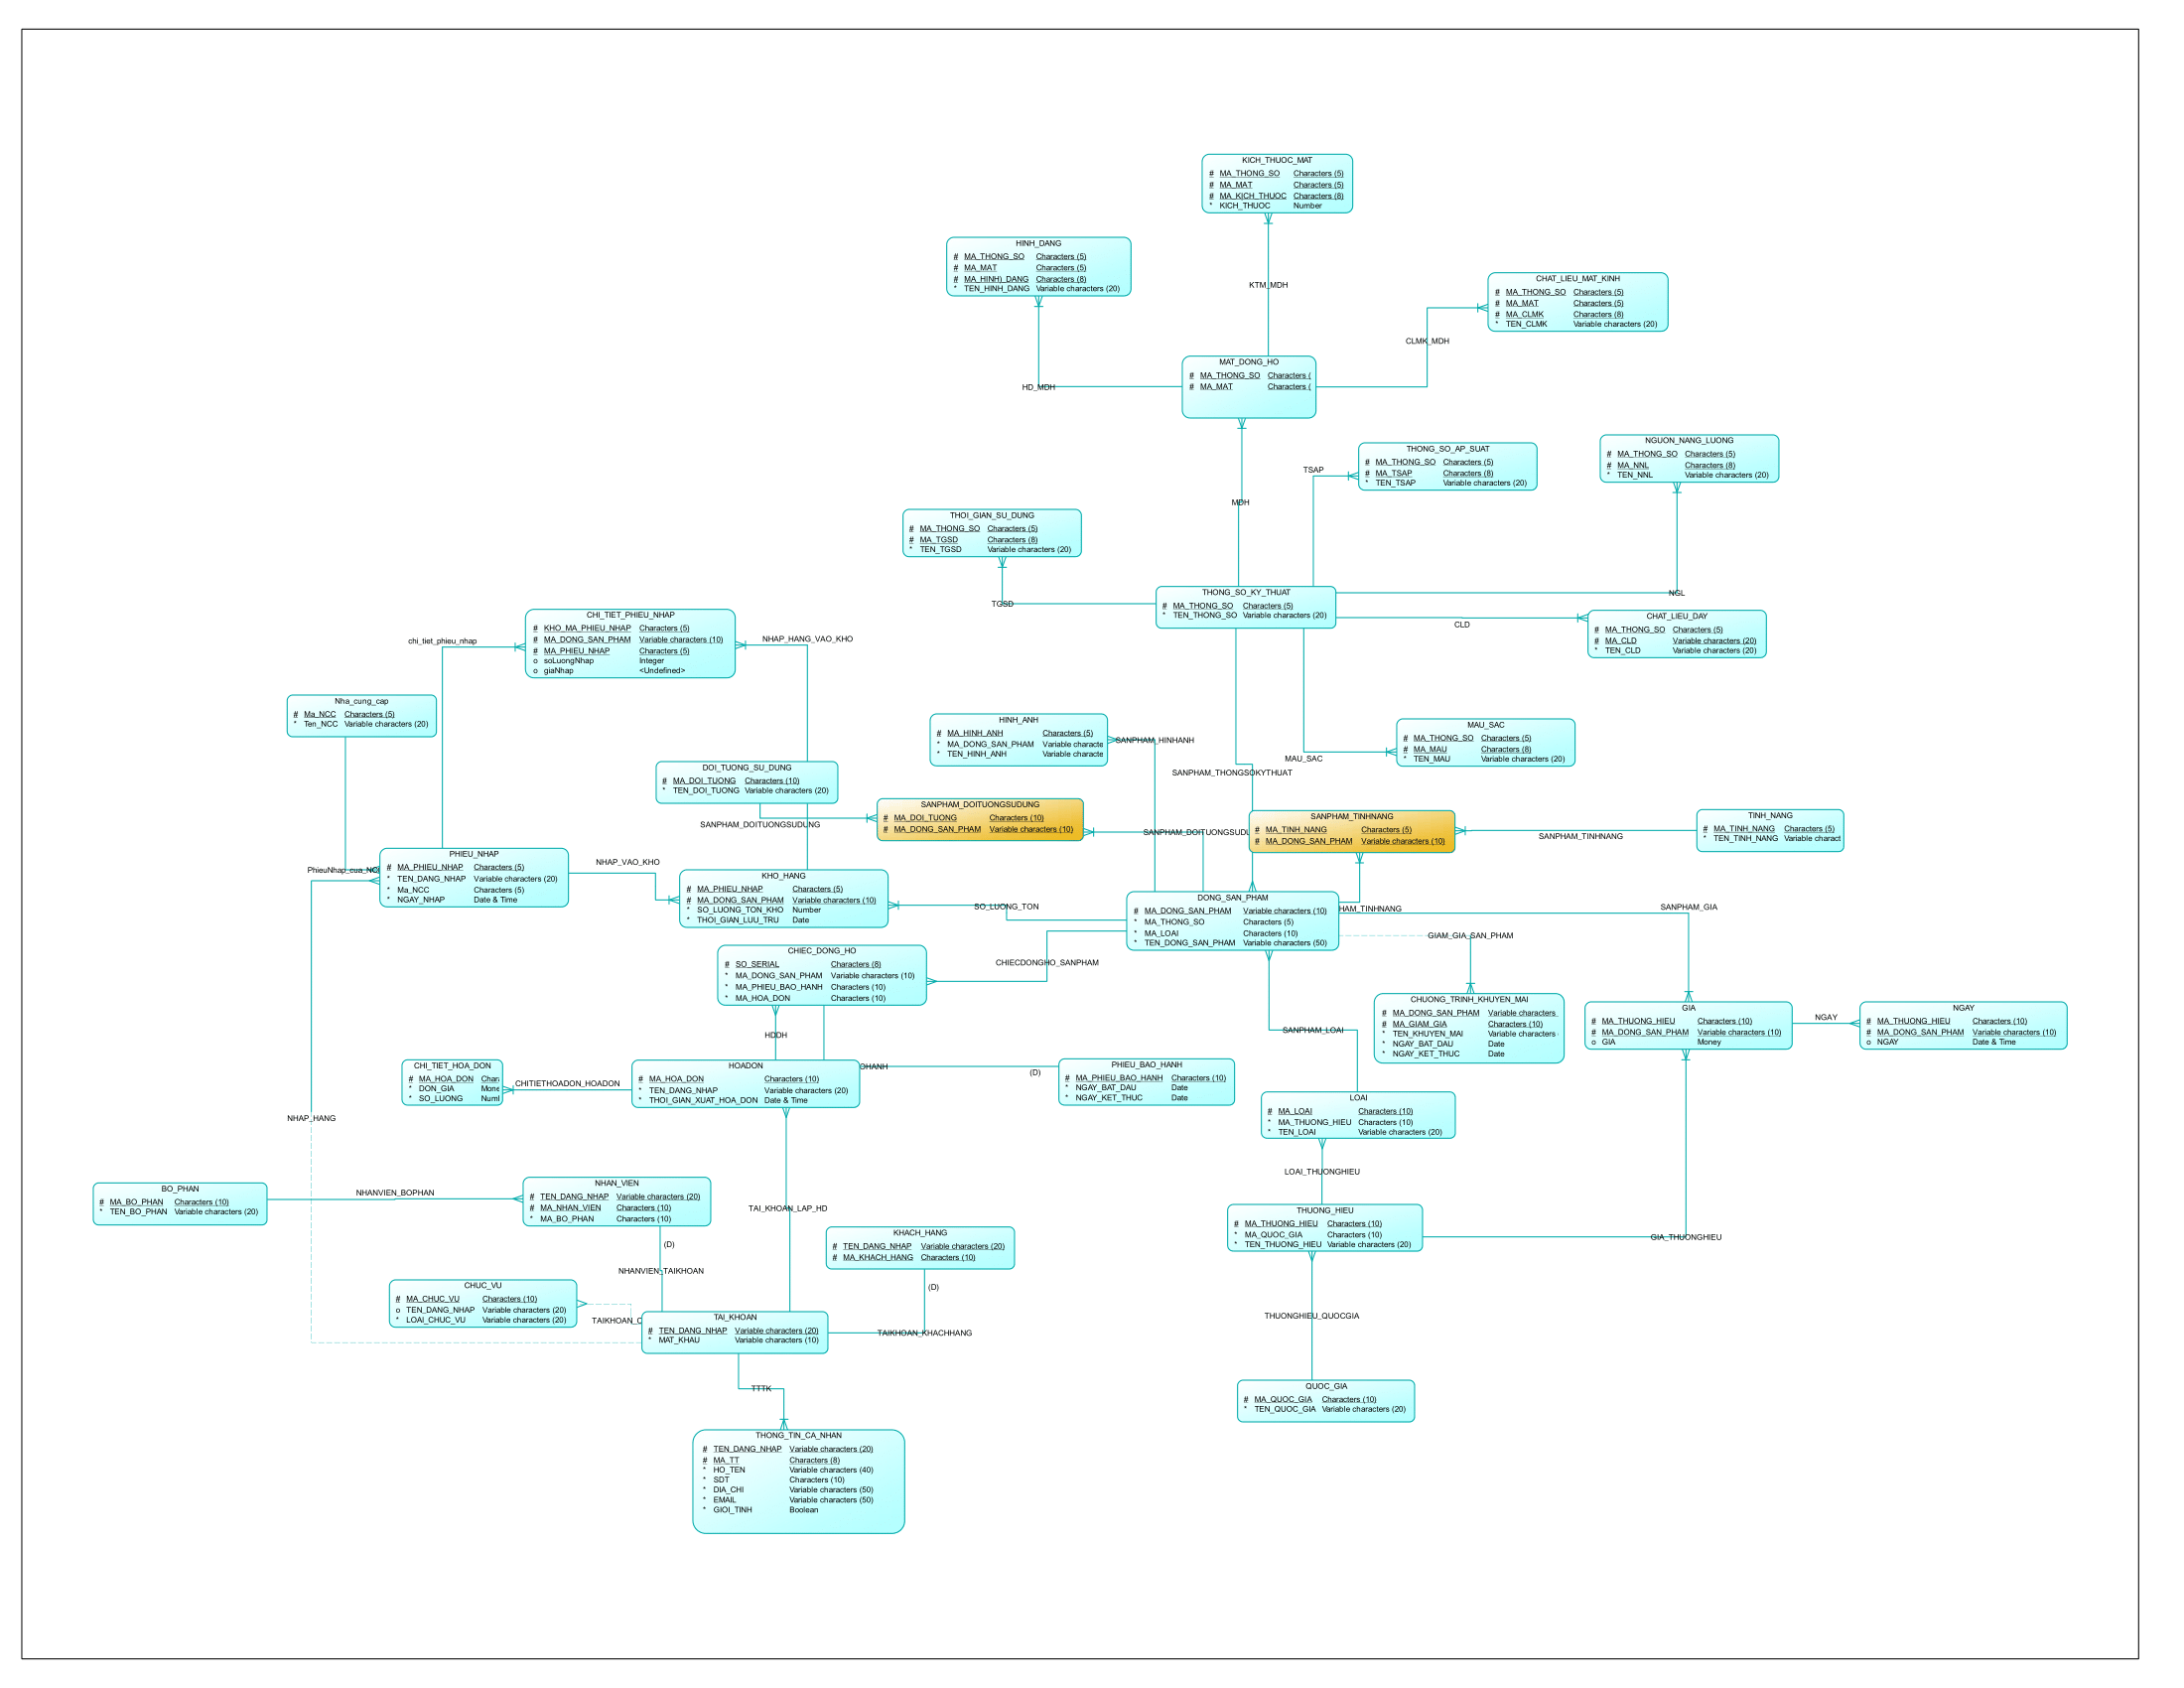 KICH_THUOC_MAT
# MA_THONG_SO Characters (5)
# MA_MAT Characters (5)
# MA_KICH_THUOC Characters (8)
* KICH_THUOC Number
HINH_DANG
# MA_THONG_SO Characters (5)
# MA_MAT Characters (5)
# MA_HINH)_DANG Characters (8)
* TEN_HINH_DANG Variable characters (20)
KTM_MDH
CHAT_LIEU_MAT_KINH
# MA_THONG_SO Characters (5)
# MA_MAT Characters (5)
# MA_CLMK Characters (8)
* TEN_CLMK Variable characters (20)
CLMK_MDH
MAT_DONG_HO
# MA_THONG_SO Characters (
# MA_MAT Characters (
HD_MDH
THONG_SO_AP_SUAT
# MA_THONG_SO Characters (5)
# MA_TSAP Characters (8)
* TEN_TSAP Variable characters (20)
TSAP
NGUON_NANG_LUONG
# MA_THONG_SO Characters (5)
# MA_NNL Characters (8)
* TEN_NNL Variable characters (20)
MDH
THOI_GIAN_SU_DUNG
# MA_THONG_SO Characters (5)
# MA_TGSD Characters (8)
* TEN_TGSD Variable characters (20)
TGSD
THONG_SO_KY_THUAT
# MA_THONG_SO Characters (5)
* TEN_THONG_SO Variable characters (20)
NGL
CLD
CHAT_LIEU_DAY
# MA_THONG_SO Characters (5)
# MA_CLD Variable characters (20)
* TEN_CLD Variable characters (20)
CHI_TIET_PHIEU_NHAP
# KHO_MA_PHIEU_NHAP Characters (5)
# MA_DONG_SAN_PHAM Variable characters (10)
# MA_PHIEU_NHAP Characters (5)
o soLuongNhap Integer
o giaNhap <Undefined>
chi_tiet_phieu_nhap
NHAP_HANG_VAO_KHO
Nha_cung_cap
# Ma_NCC Characters (5)
* Ten_NCC Variable characters (20)
HINH_ANH
# MA_HINH_ANH Characters (5)
* MA_DONG_SAN_PHAM Variable characte
* TEN_HINH_ANH Variable characte
SANPHAM_HINHANH
MAU_SAC
# MA_THONG_SO Characters (5)
# MA_MAU Characters (8)
* TEN_MAU Variable characters (20)
MAU_SAC
SANPHAM_THONGSOKYTHUAT
DOI_TUONG_SU_DUNG
# MA_DOI_TUONG Characters (10)
* TEN_DOI_TUONG Variable characters (20)
SANPHAM_DOITUONGSUDUNG
SANPHAM_DOITUONGSUDUNG
# MA_DOI_TUONG Characters (10)
# MA_DONG_SAN_PHAM Variable characters (10)
SANPHAM_DOITUONGSUDU
SANPHAM_TINHNANG
# MA_TINH_NANG Characters (5)
# MA_DONG_SAN_PHAM Variable characters (10)
SANPHAM_TINHNANG
TINH_NANG
# MA_TINH_NANG Characters (5)
* TEN_TINH_NANG Variable charact
PHIEU_NHAP
# MA_PHIEU_NHAP Characters (5)
* TEN_DANG_NHAP Variable characters (20)
* Ma_NCC Characters (5)
* NGAY_NHAP Date & Time
PhieuNhap_cua_NC
NHAP_VAO_KHO
KHO_HANG
# MA_PHIEU_NHAP Characters (5)
# MA_DONG_SAN_PHAM Variable characters (10)
* SO_LUONG_TON_KHO Number
* THOI_GIAN_LUU_TRU Date
SO_LUONG_TON
DONG_SAN_PHAM
# MA_DONG_SAN_PHAM Variable characters (10)
* MA_THONG_SO Characters (5)
* MA_LOAI Characters (10)
* TEN_DONG_SAN_PHAM Variable characters (50)
HAM_TINHNANG
SANPHAM_GIA
GIAM_GIA_SAN_PHAM
CHIEC_DONG_HO
# SO_SERIAL Characters (8)
* MA_DONG_SAN_PHAM Variable characters (10)
* MA_PHIEU_BAO_HANH Characters (10)
* MA_HOA_DON Characters (10)
CHIECDONGHO_SANPHAM
CHUONG_TRINH_KHUYEN_MAI
# MA_DONG_SAN_PHAM Variable characters
# MA_GIAM_GIA Characters (10)
* TEN_KHUYEN_MAI Variable characters
* NGAY_BAT_DAU Date
* NGAY_KET_THUC Date
GIA
# MA_THUONG_HIEU Characters (10)
# MA_DONG_SAN_PHAM Variable characters (10)
o GIA Money
NGAY
NGAY
# MA_THUONG_HIEU Characters (10)
# MA_DONG_SAN_PHAM Variable characters (10)
o NGAY Date & Time
HDDH
SANPHAM_LOAI
CHI_TIET_HOA_DON
# MA_HOA_DON Char
* DON_GIA Mone
* SO_LUONG Numl
CHITIETHOADON_HOADON
HOADON
# MA_HOA_DON Characters (10)
* TEN_DANG_NHAP Variable characters (20)
* THOI_GIAN_XUAT_HOA_DON Date & Time
OHANH
(D)
PHIEU_BAO_HANH
# MA_PHIEU_BAO_HANH Characters (10)
* NGAY_BAT_DAU Date
* NGAY_KET_THUC Date
LOAI
# MA_LOAI Characters (10)
* MA_THUONG_HIEU Characters (10)
* TEN_LOAI Variable characters (20)
NHAP_HANG
LOAI_THUONGHIEU
BO_PHAN
# MA_BO_PHAN Characters (10)
* TEN_BO_PHAN Variable characters (20)
NHANVIEN_BOPHAN
NHAN_VIEN
# TEN_DANG_NHAP Variable characters (20)
# MA_NHAN_VIEN Characters (10)
* MA_BO_PHAN Characters (10)
TAI_KHOAN_LAP_HD
THUONG_HIEU
# MA_THUONG_HIEU Characters (10)
* MA_QUOC_GIA Characters (10)
* TEN_THUONG_HIEU Variable characters (20)
GIA_THUONGHIEU
KHACH_HANG
# TEN_DANG_NHAP Variable characters (20)
# MA_KHACH_HANG Characters (10)
(D)
NHANVIEN_TAIKHOAN
(D)
CHUC_VU
# MA_CHUC_VU Characters (10)
o TEN_DANG_NHAP Variable characters (20)
* LOAI_CHUC_VU Variable characters (20)
TAIKHOAN_C
TAI_KHOAN
# TEN_DANG_NHAP Variable characters (20)
* MAT_KHAU Variable characters (10)
TAIKHOAN_KHACHHANG
THUONGHIEU_QUOCGIA
TTTK
QUOC_GIA
# MA_QUOC_GIA Characters (10)
* TEN_QUOC_GIA Variable characters (20)
THONG_TIN_CA_NHAN
# TEN_DANG_NHAP Variable characters (20)
# MA_TT Characters (8)
* HO_TEN Variable characters (40)
* SDT Characters (10)
* DIA_CHI Variable characters (50)
* EMAIL Variable characters (50)
* GIOI_TINH Boolean